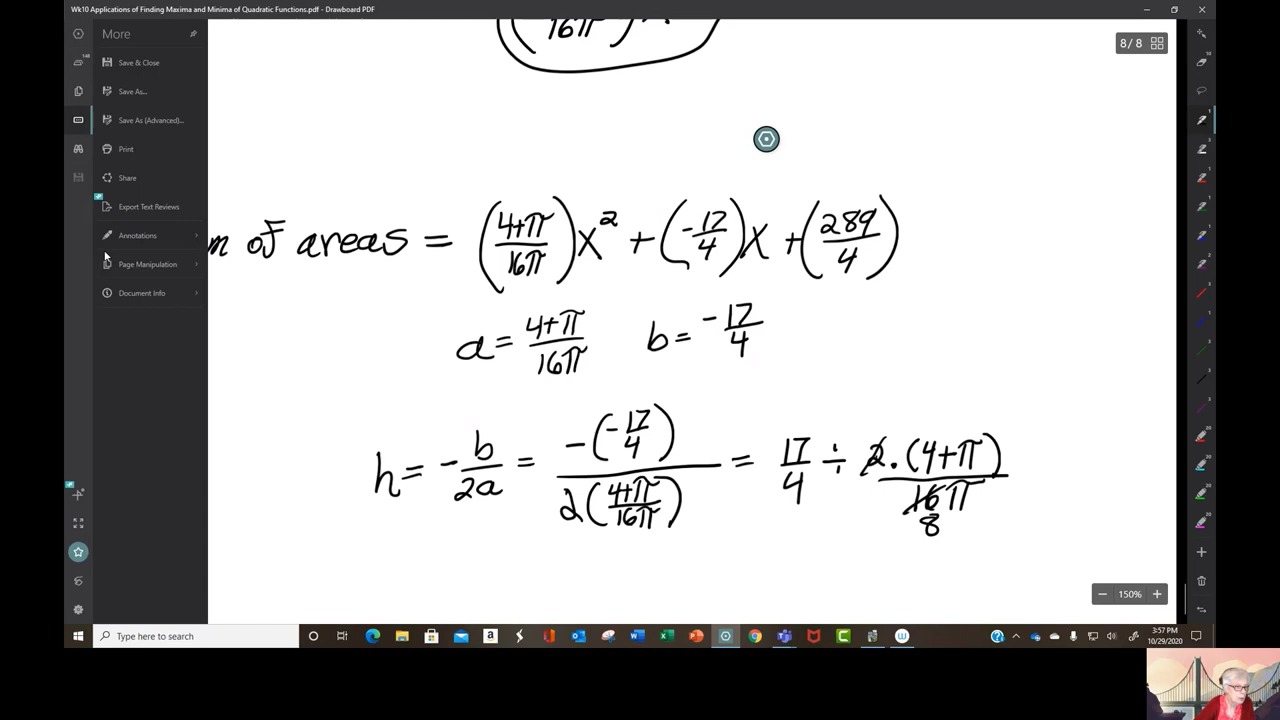 Wk10 Applications of Finding Maxima and Minima of Quadratic Functions.pdf - Drawboard PDF
More
Save & Close
Save As...
Save As (Advanced)...
Print
Share
Export Text Reviews
Annotations
Page Manipulation
Document Info
8 / 8
16π
m of areas = ((4+π)/(16π)) x² + (-17/4) x + (289/4)
a = (4+π)/(16π)   b = -17/4
h = -b/(2a) = -(-17/4) / (2((4+π)/(16π))) = 17/4 ÷ 2·(4+π)/(16π)
8
150%
Type here to search
3:57 PM
10/29/2020